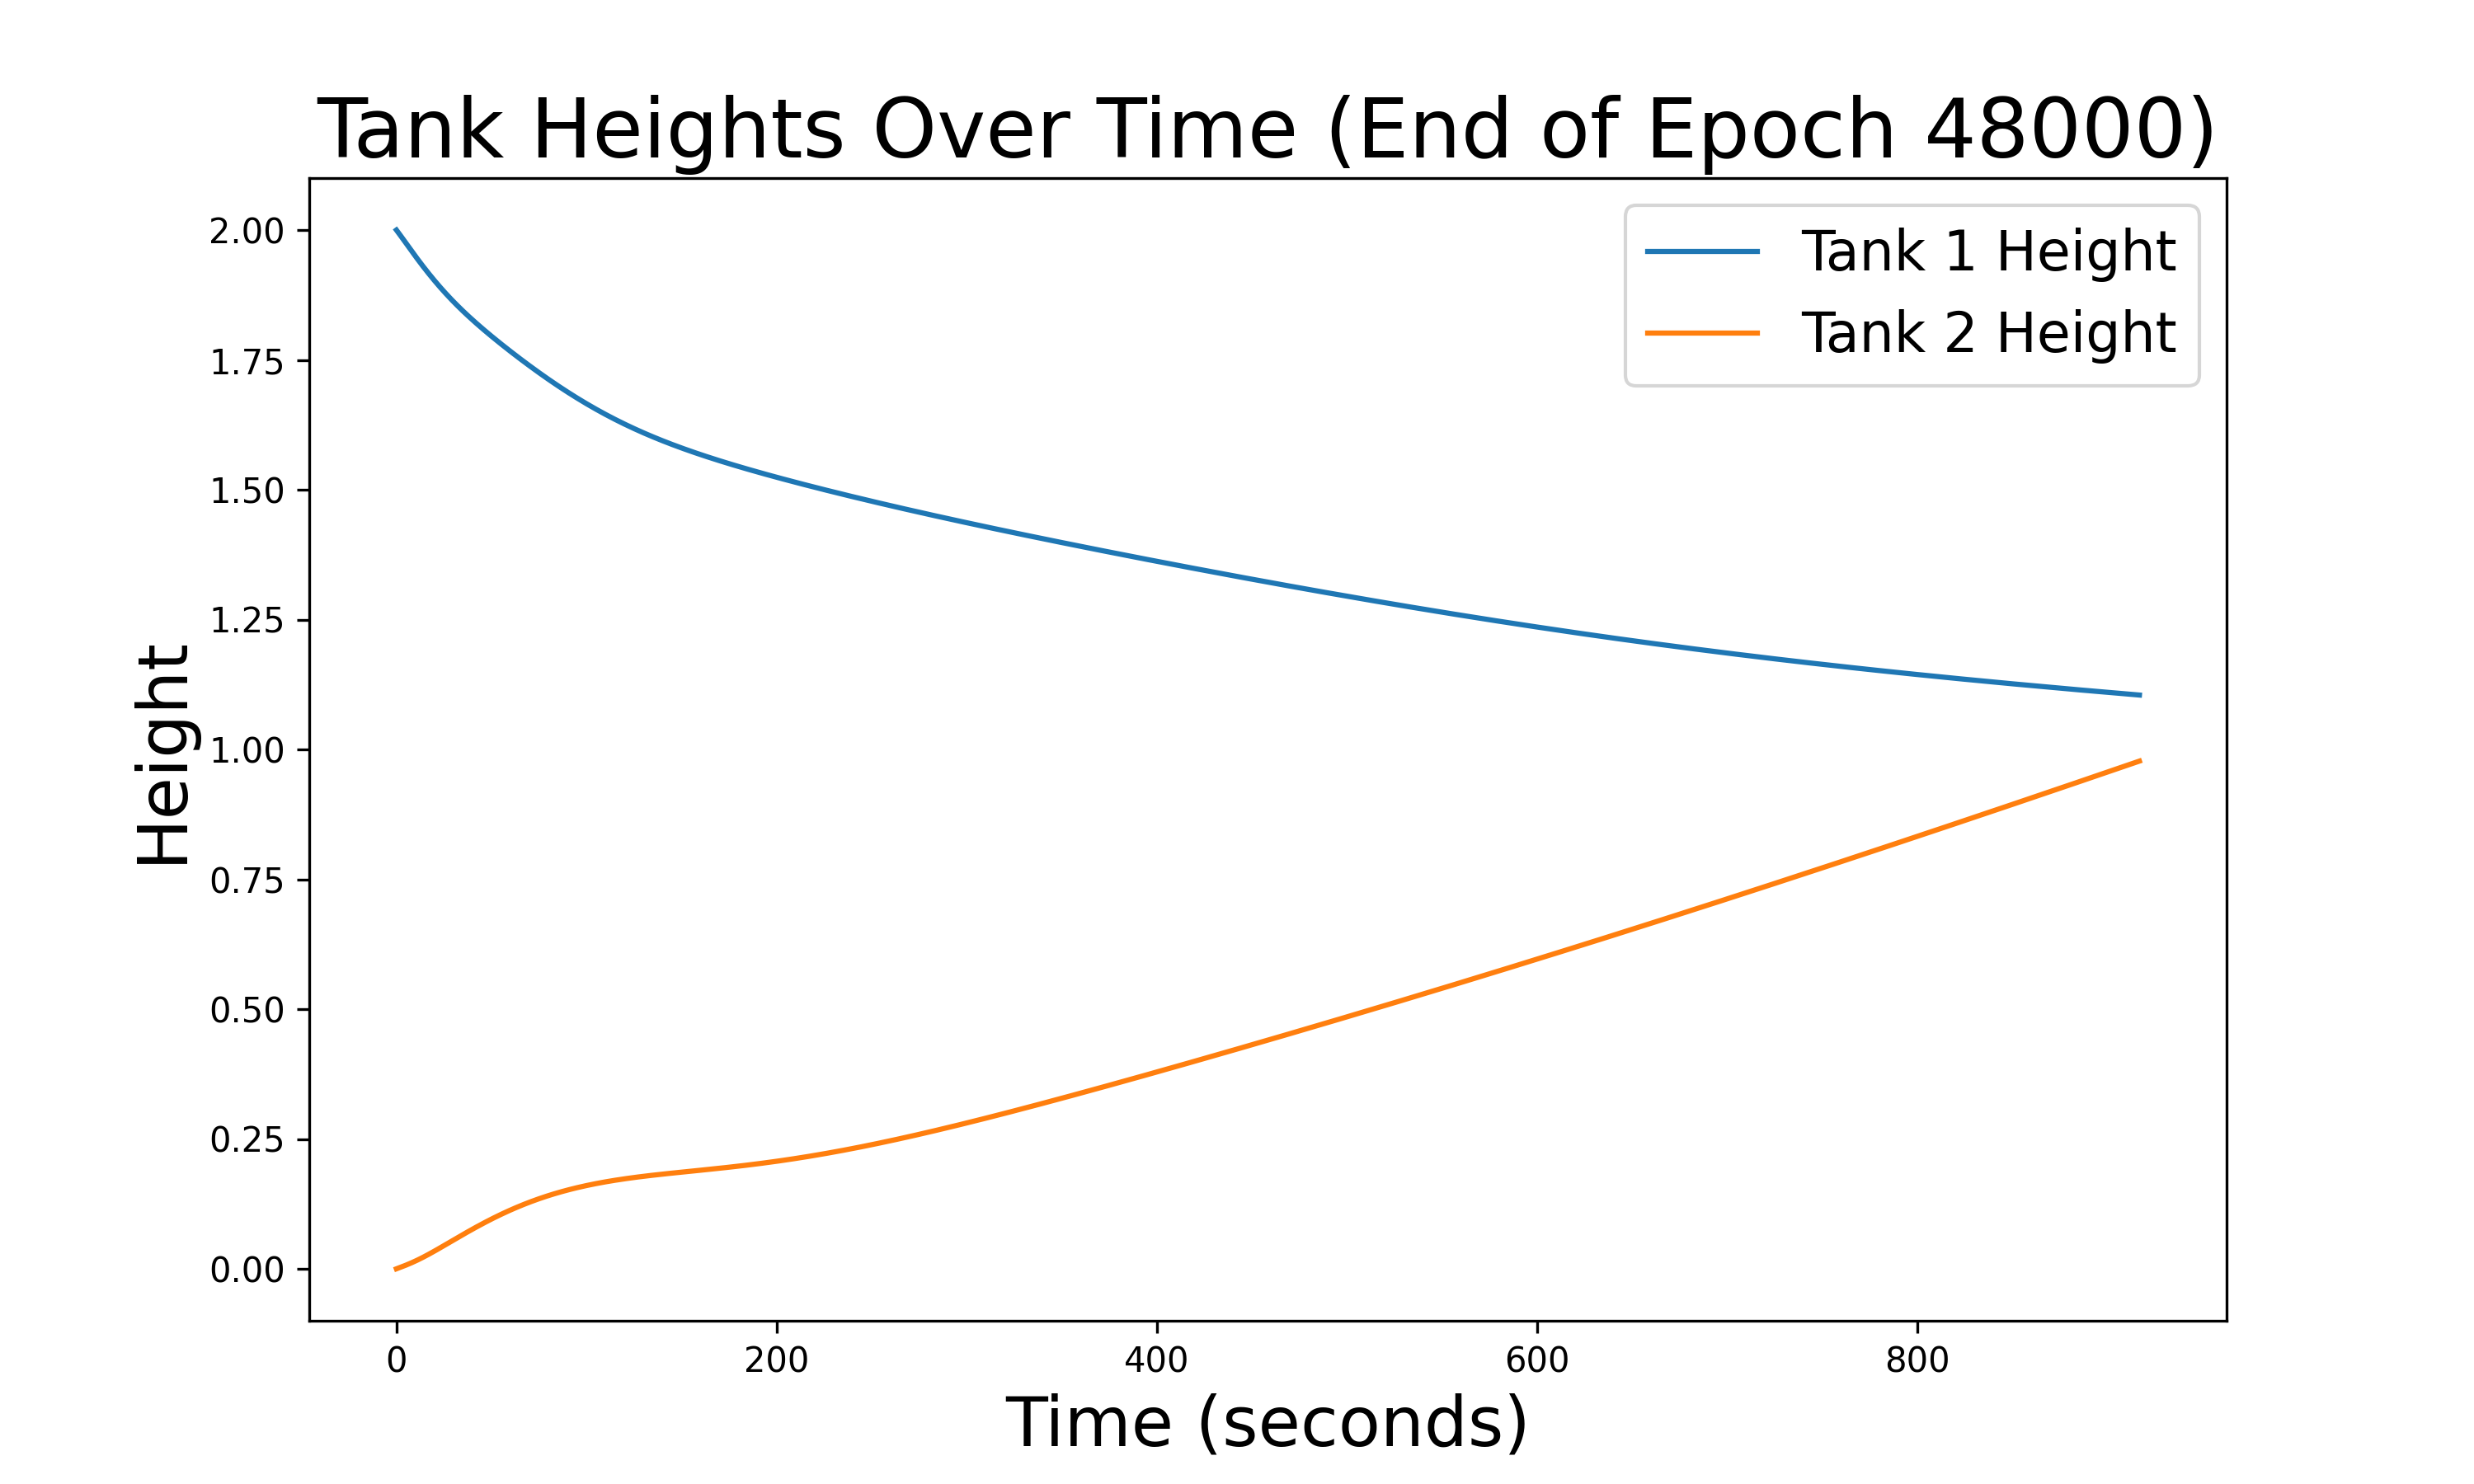 Tank Heights Over Time (End of Epoch 48000)
Tank 1 Height
Tank 2 Height
Height
2.00
1.75
1.50
1.25
1.00
0.75
0.50
0.25
0.00
0 200 400 600 800
Time (seconds)